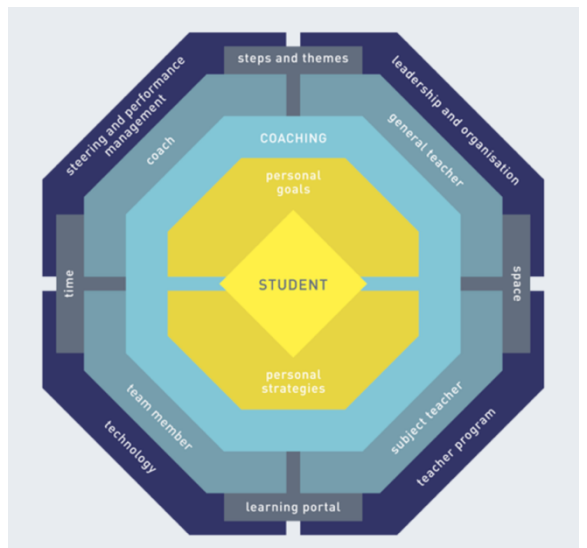 steps and themes
steering and performance
management
leadership and organisation
coach
general teacher
COACHING
personal
goals
time
STUDENT
space
personal
strategies
team member
subject teacher
technology
teacher program
learning portal